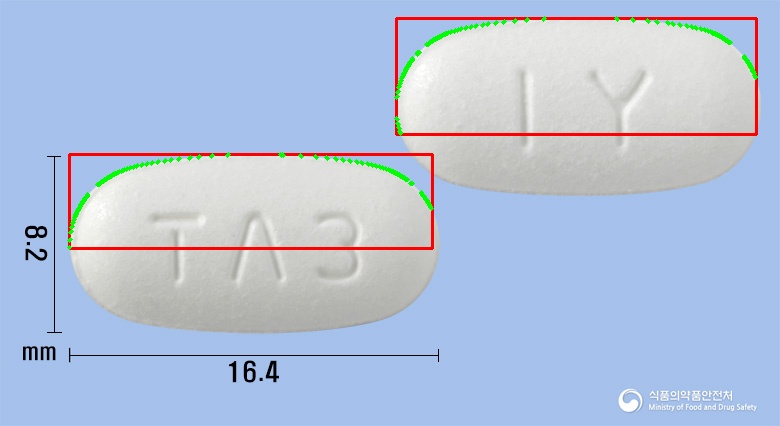 IY
TA3
8.2
mm
16.4
식품의약품안전처
Ministry of Food and Drug Safety